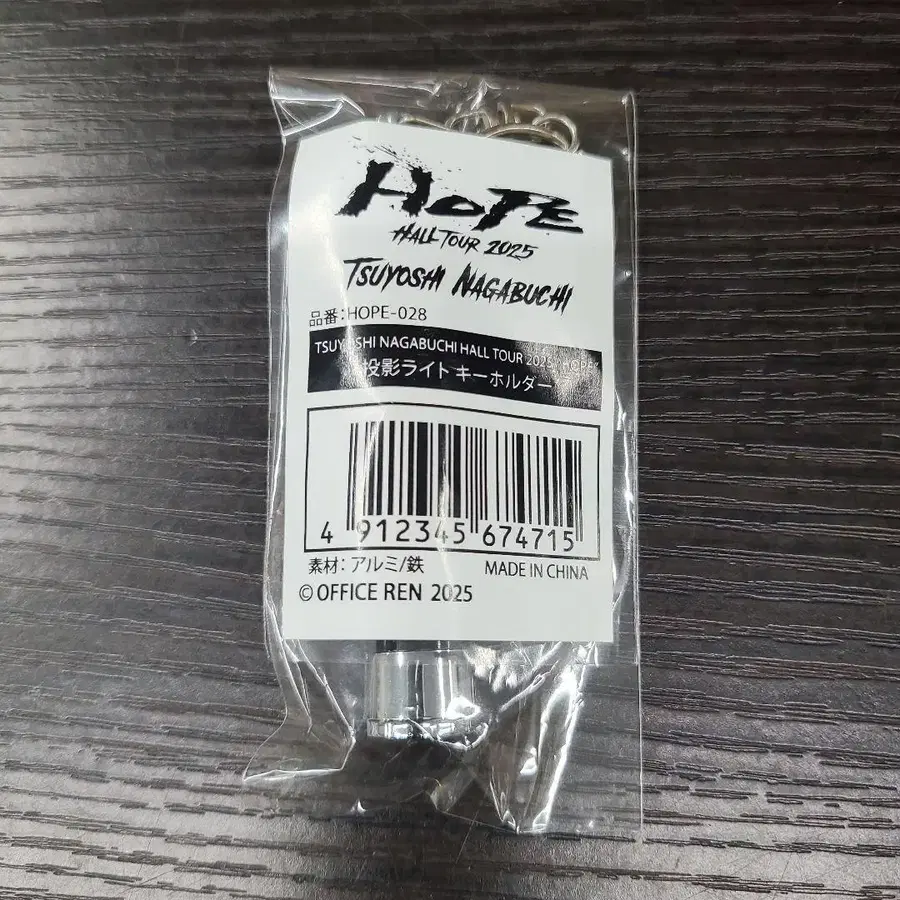 HOPE
HALL TOUR 2025
TSUYOSHI NAGABUCHI
品番:HOPE-028
TSUYOSHI NAGABUCHI HALL TOUR 2025 "HOPE"
投影ライト キーホルダー
4 912345 674715
素材: アルミ/鉄 MADE IN CHINA
© OFFICE REN 2025